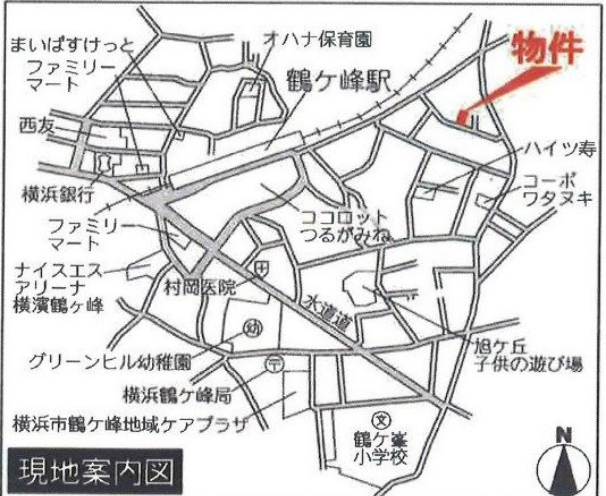 まいばすけっと
ファミリー
マート
西友
横浜銀行
ファミリー
マート
ナイスエス
アリーナ
横濱鶴ヶ峰
オハナ保育園
鶴ケ峰駅
物件
ハイツ寿
コーポ
ワタヌキ
ココロット
つるがみね
村岡医院
水道道
幼
グリーンヒル幼稚園
〒
横浜鶴ケ峰局
横浜市鶴ケ峰地域ケアプラザ
旭ケ丘
子供の遊び場
文
鶴ケ峯
小学校
現地案内図
N